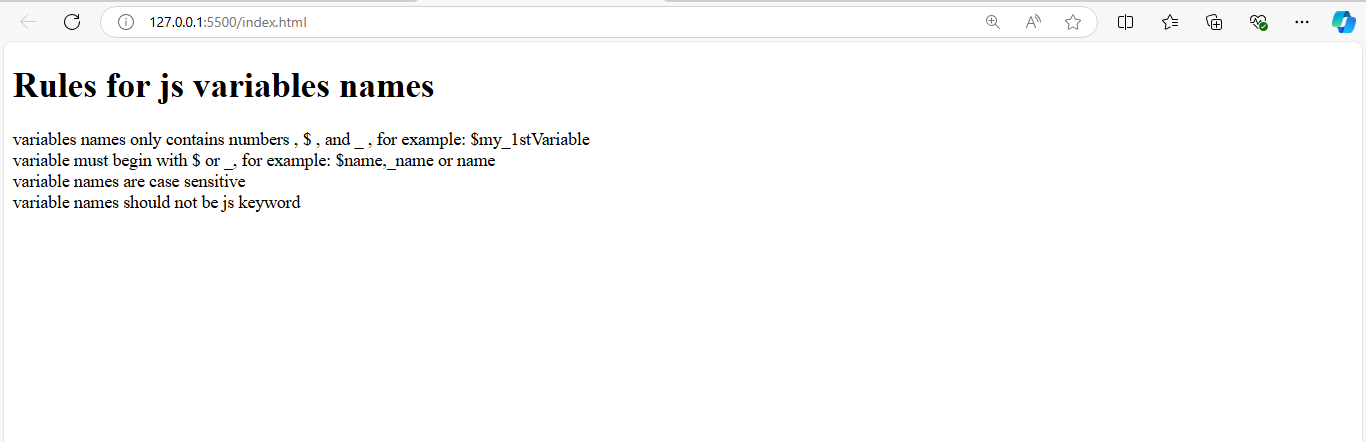 127.0.0.1:5500/index.html
Rules for js variables names
variables names only contains numbers , $ , and _ , for example: $my_1stVariable
variable must begin with $ or _, for example: $name,_name or name
variable names are case sensitive
variable names should not be js keyword